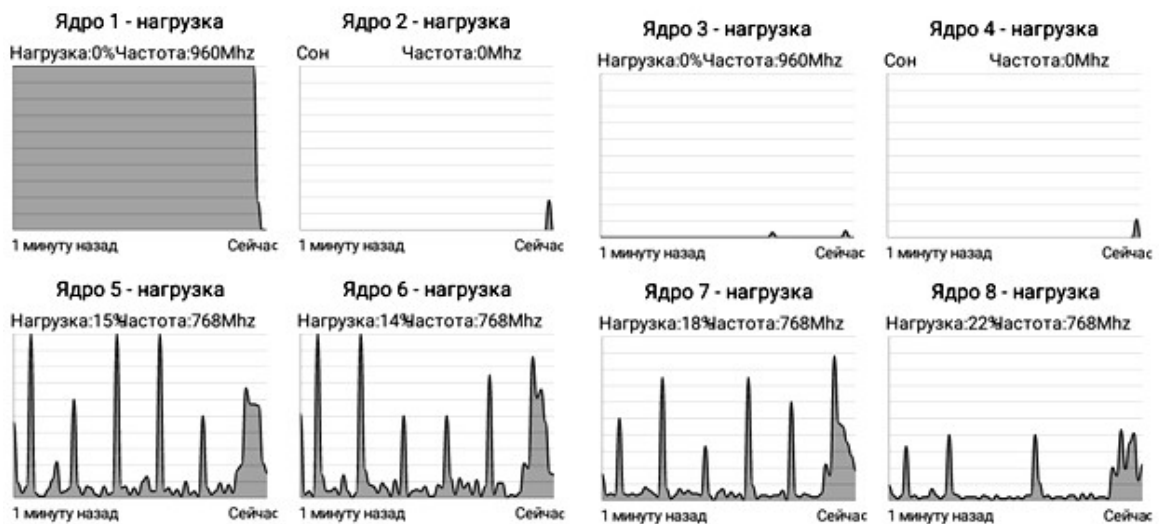 Ядро 1 - нагрузка
Нагрузка:0%Частота:960Mhz
1 минуту назад Сейчас
Ядро 2 - нагрузка
Сон Частота:0Mhz
1 минуту назад Сейчас
Ядро 3 - нагрузка
Нагрузка:0%Частота:960Mhz
1 минуту назад Сейчас
Ядро 4 - нагрузка
Сон Частота:0Mhz
1 минуту назад Сейчас
Ядро 5 - нагрузка
Нагрузка:15%Частота:768Mhz
1 минуту назад Сейчас
Ядро 6 - нагрузка
Нагрузка:14%Частота:768Mhz
1 минуту назад Сейчас
Ядро 7 - нагрузка
Нагрузка:18%Частота:768Mhz
1 минуту назад Сейчас
Ядро 8 - нагрузка
Нагрузка:22%Частота:768Mhz
1 минуту назад Сейчас